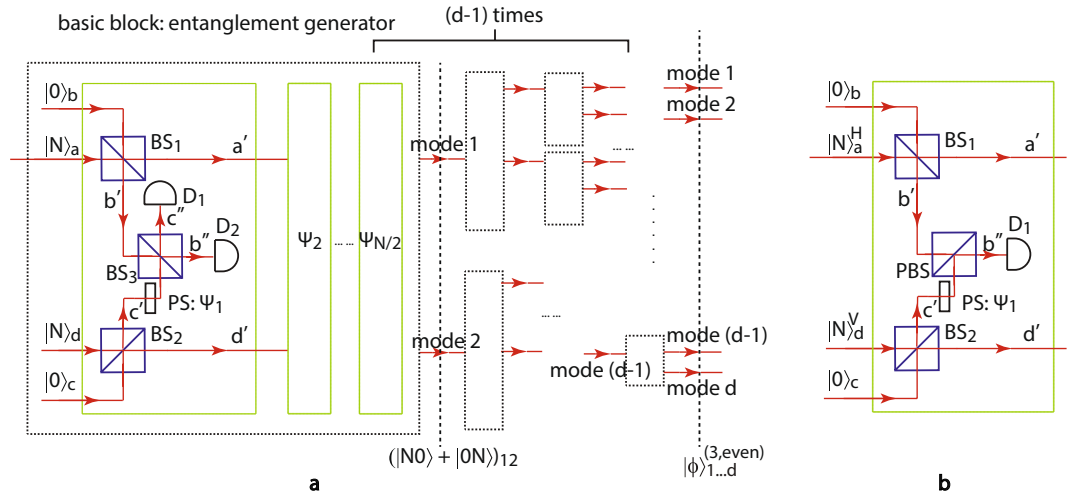 (d-1) times
basic block: entanglement generator
|0⟩b
|N⟩a
BS1
a'
b'
D1
c''
D2
b''
BS3
c'
PS: Ψ1
|N⟩d
BS2
d'
|0⟩c
Ψ2
... ...
ΨN/2
mode 1
mode 2
(|N0⟩ + |0N⟩)12
mode 1
mode 2
... ...
... ...
mode (d-1)
mode (d-1)
mode d
|ϕ⟩(3,even)1...d
a
|0⟩b
|N⟩Ha
BS1
a'
b'
D1
b''
PBS
c'
PS: Ψ1
|N⟩Vd
BS2
d'
|0⟩c
b